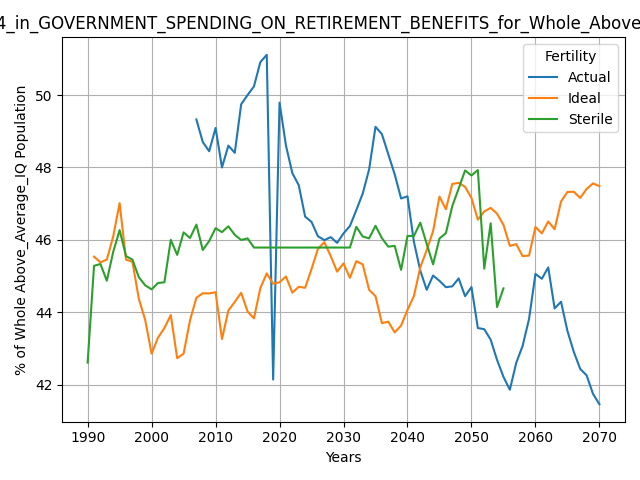 4_in_GOVERNMENT_SPENDING_ON_RETIREMENT_BENEFITS_for_Whole_Above
Fertility
Actual
Ideal
Sterile
% of Whole Above_Average_IQ Population
50
48
46
44
42
1990 2000 2010 2020 2030 2040 2050 2060 2070
Years